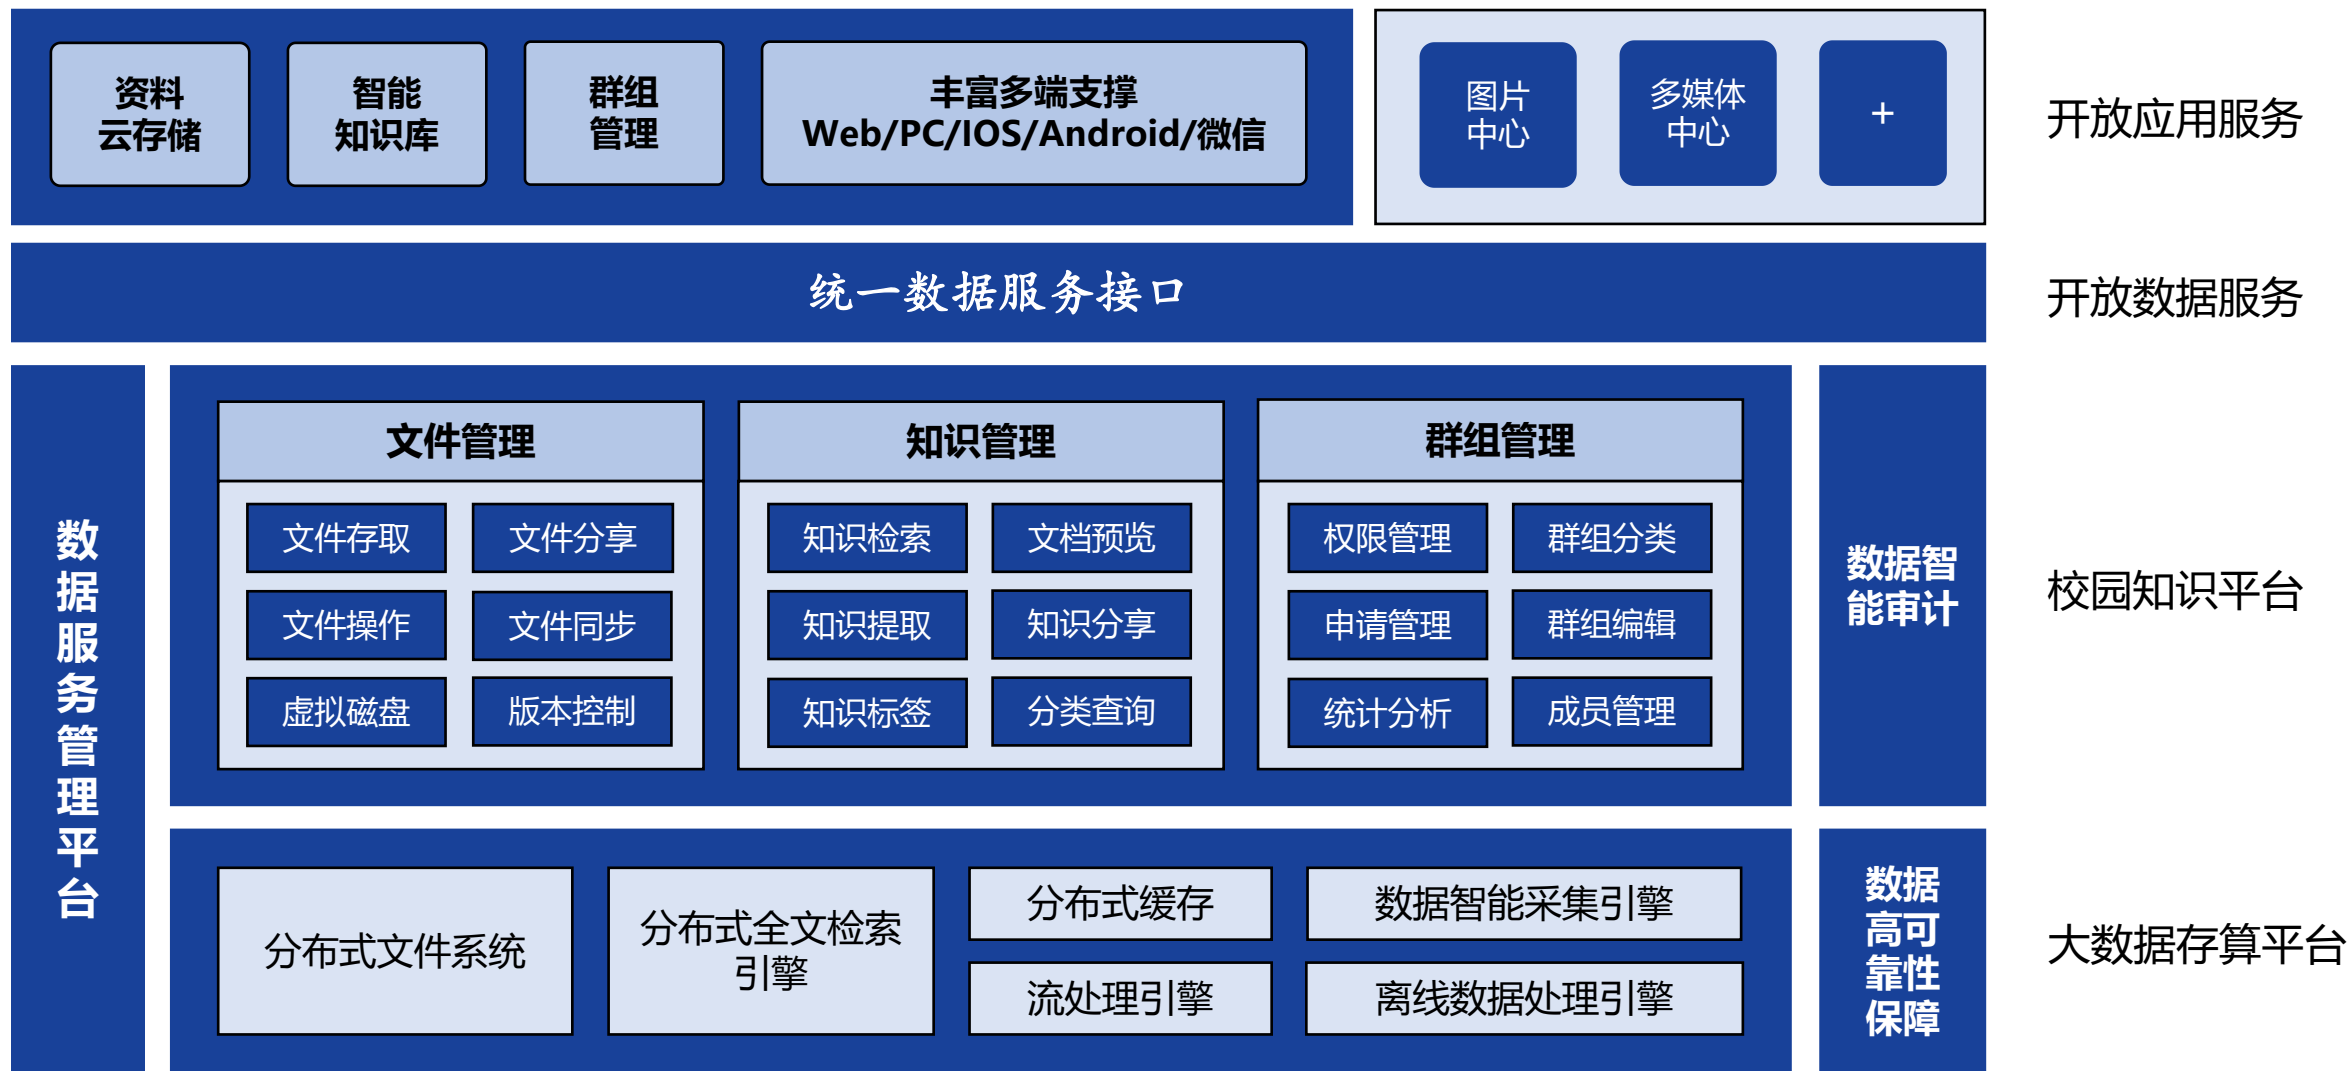 资料
云存储
智能
知识库
群组
管理
丰富多端支撑
Web/PC/IOS/Android/微信
图片
中心
多媒体
中心
+
开放应用服务
统一数据服务接口
开放数据服务
数据服务管理平台
文件管理
文件存取
文件分享
文件操作
文件同步
虚拟磁盘
版本控制
知识管理
知识检索
文档预览
知识提取
知识分享
知识标签
分类查询
群组管理
权限管理
群组分类
申请管理
群组编辑
统计分析
成员管理
数据智
能审计
校园知识平台
分布式文件系统
分布式全文检索
引擎
分布式缓存
数据智能采集引擎
流处理引擎
离线数据处理引擎
数据
高可
靠性
保障
大数据存算平台